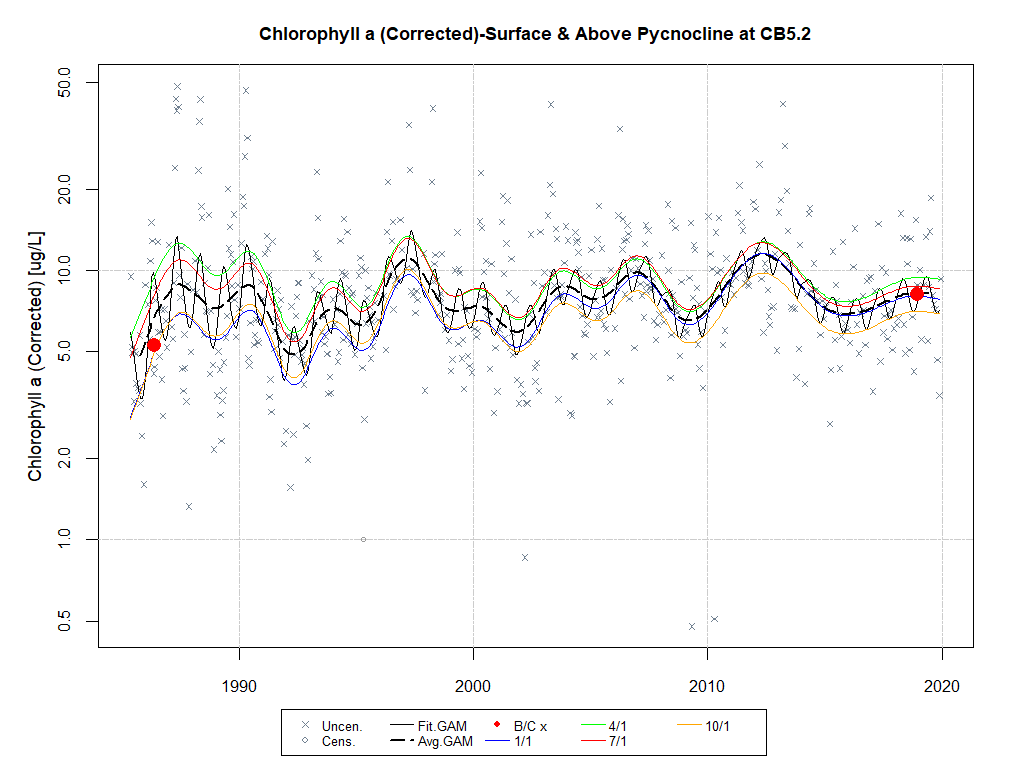 Chlorophyll a (Corrected)-Surface & Above Pycnocline at CB5.2
Chlorophyll a (Corrected) [ug/L]
50.0
20.0
10.0
5.0
2.0
1.0
0.5
1990 2000 2010 2020
Uncen. Fit.GAM B/C x 4/1 10/1
Cens. Avg.GAM 1/1 7/1